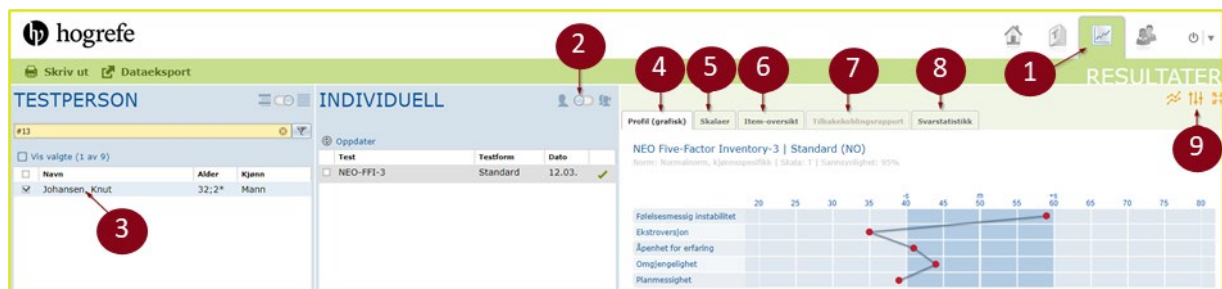 hogrefe
Skriv ut Dataeksport
RESULTATER
TESTPERSON
#13
Vis valgte (1 av 9)
Navn Alder Kjønn
Johansen, Knut 32;2* Mann
INDIVIDUELL
Oppdater
Test Testform Dato
NEO-FFI-3 Standard 12.03.
Profil (grafisk) Skalaer Item-oversikt Tilbakekoblingsrapport Svarstatistikk
NEO Five-Factor Inventory-3 | Standard (NO)
Norm: Normalnorm, kjønnsspesifikk | Skala: T | Sannsynlighet: 95%
-s m +s
20 25 30 35 40 45 50 55 60 65 70 75 80
Følelsesmessig instabilitet
Ekstroversjon
Åpenhet for erfaring
Omgjengelighet
Planmessighet
1
2
3
4
5
6
7
8
9